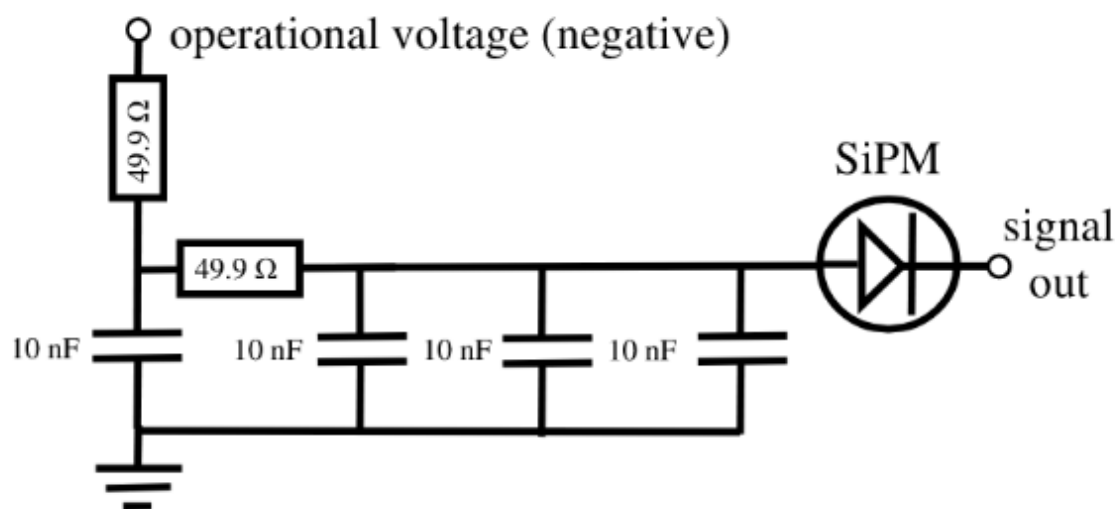 operational voltage (negative)
49.9 Ω
SiPM
signal
out
49.9 Ω
10 nF
10 nF
10 nF
10 nF